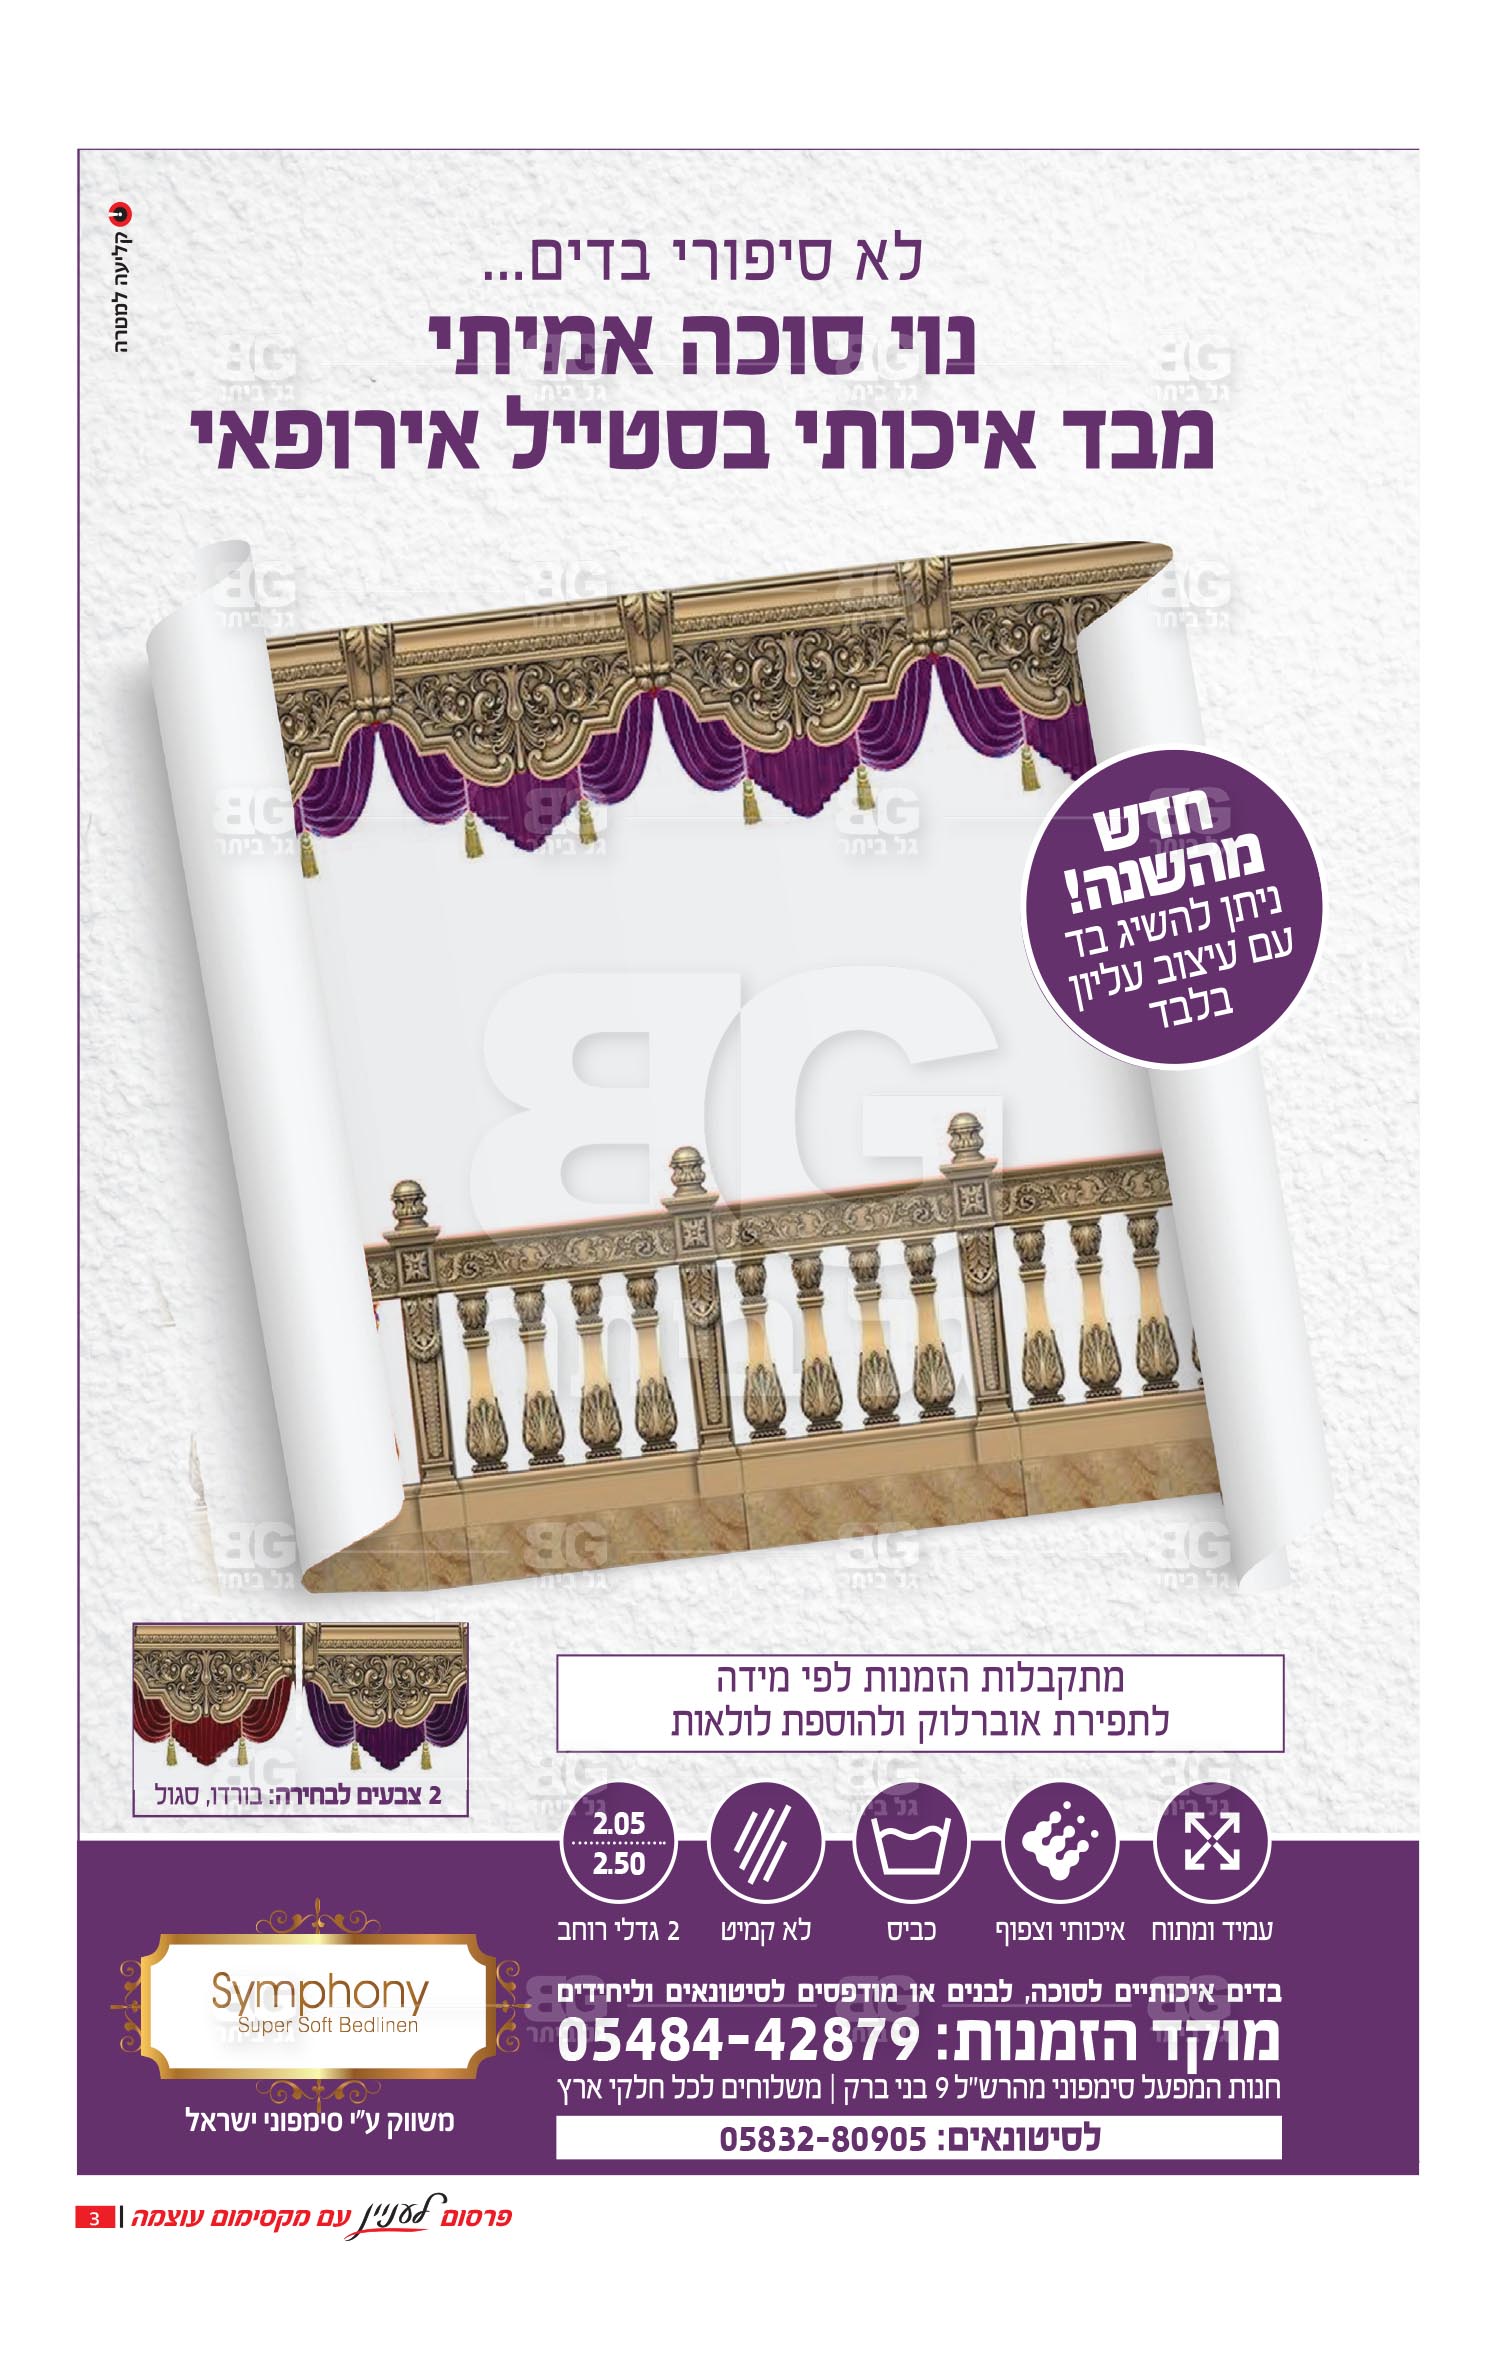 קליעה למטרה
לא סיפורי בדים...
נוי סוכה אמיתי
מבד איכותי בסטייל אירופאי
חדש
מהשנה!
ניתן להשיג בד
עם עיצוב עליון
בלבד
מתקבלות הזמנות לפי מידה
לתפירת אוברלוק ולהוספת לולאות
2 צבעים לבחירה: בורדו, סגול
2.05
2.50
עמיד ומתוח
איכותי וצפוף
כביס
לא קמיט
2 גדלי רוחב
בדים איכותיים לסוכה, לבנים או מודפסים לסיטונאים וליחידים
מוקד הזמנות: 05484-42879
חנות המפעל סימפוני מהרש"ל 9 בני ברק | משלוחים לכל חלקי ארץ
לסיטונאים: 05832-80905
Symphony
Super Soft Bedlinen
משווק ע"י סימפוני ישראל
פרסום לעניין עם מקסימום עוצמה | 3
BG
גל ביתר